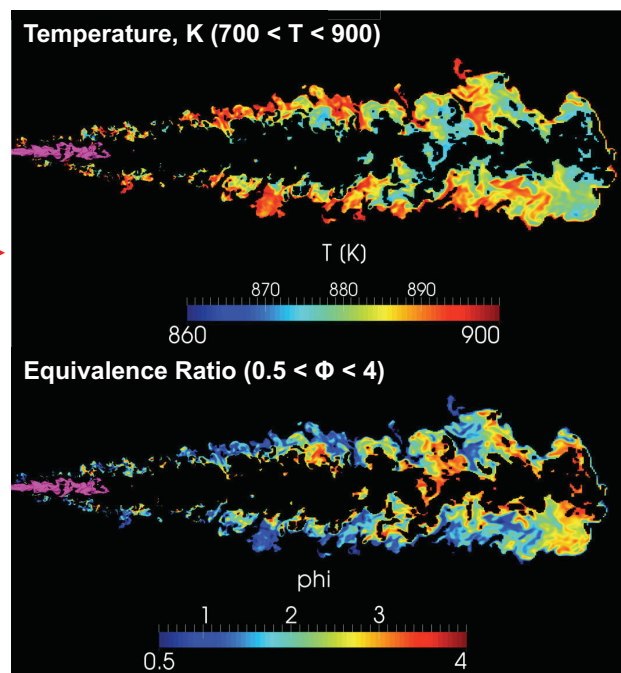 Temperature, K (700 < T < 900)
T (K)
870 880 890
860 900
Equivalence Ratio (0.5 < Φ < 4)
phi
1 2 3
0.5 4